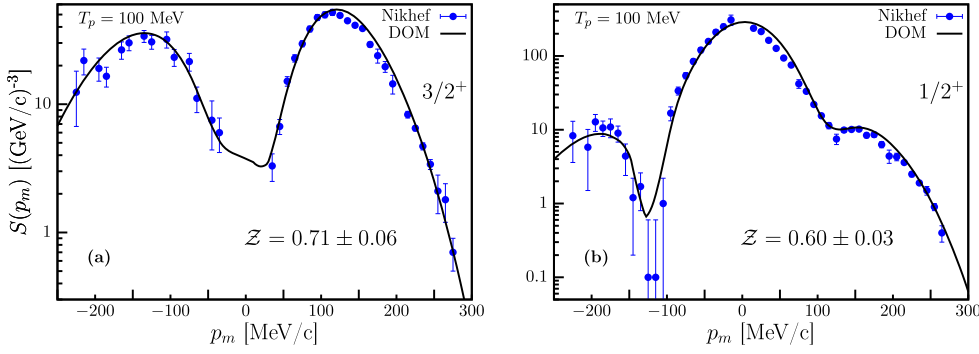 T_p = 100 MeV
Nikhef
DOM
3/2⁺
10
1
S(p_m) [(GeV/c)⁻³]
(a)
Z = 0.71 ± 0.06
−200 −100 0 100 200 300
p_m [MeV/c]
T_p = 100 MeV
Nikhef
DOM
1/2⁺
100
10
1
0.1
(b)
Z = 0.60 ± 0.03
−200 −100 0 100 200 300
p_m [MeV/c]